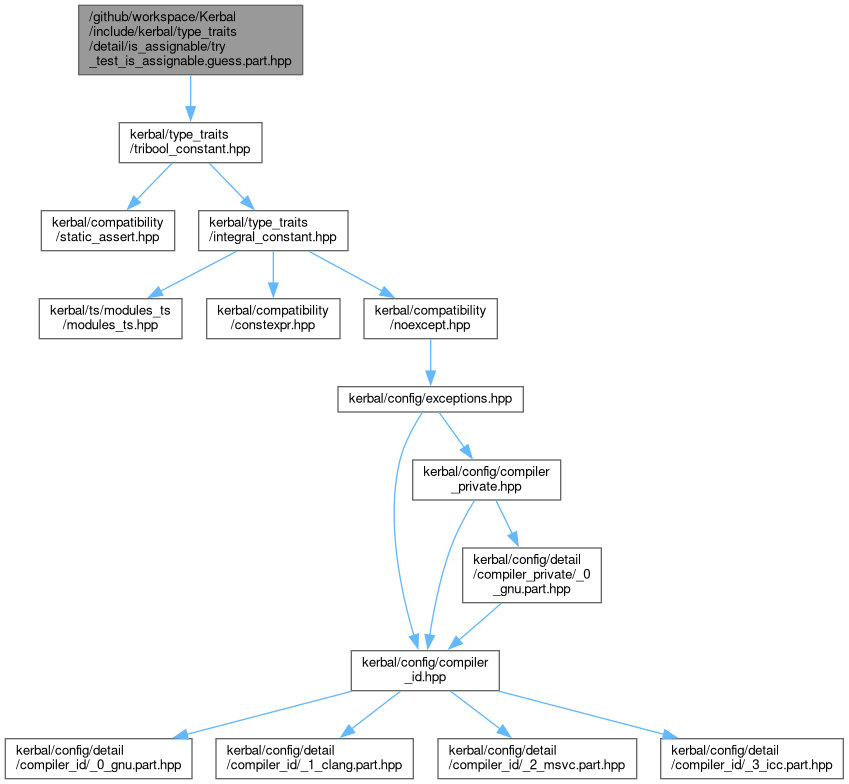 /github/workspace/Kerbal
/include/kerbal/type_traits
/detail/is_assignable/try
_test_is_assignable.guess.part.hpp
kerbal/type_traits
/tribool_constant.hpp
kerbal/compatibility
/static_assert.hpp
kerbal/type_traits
/integral_constant.hpp
kerbal/ts/modules_ts
/modules_ts.hpp
kerbal/compatibility
/constexpr.hpp
kerbal/compatibility
/noexcept.hpp
kerbal/config/exceptions.hpp
kerbal/config/compiler
_private.hpp
kerbal/config/detail
/compiler_private/_0
_gnu.part.hpp
kerbal/config/compiler
_id.hpp
kerbal/config/detail
/compiler_id/_0_gnu.part.hpp
kerbal/config/detail
/compiler_id/_1_clang.part.hpp
kerbal/config/detail
/compiler_id/_2_msvc.part.hpp
kerbal/config/detail
/compiler_id/_3_icc.part.hpp